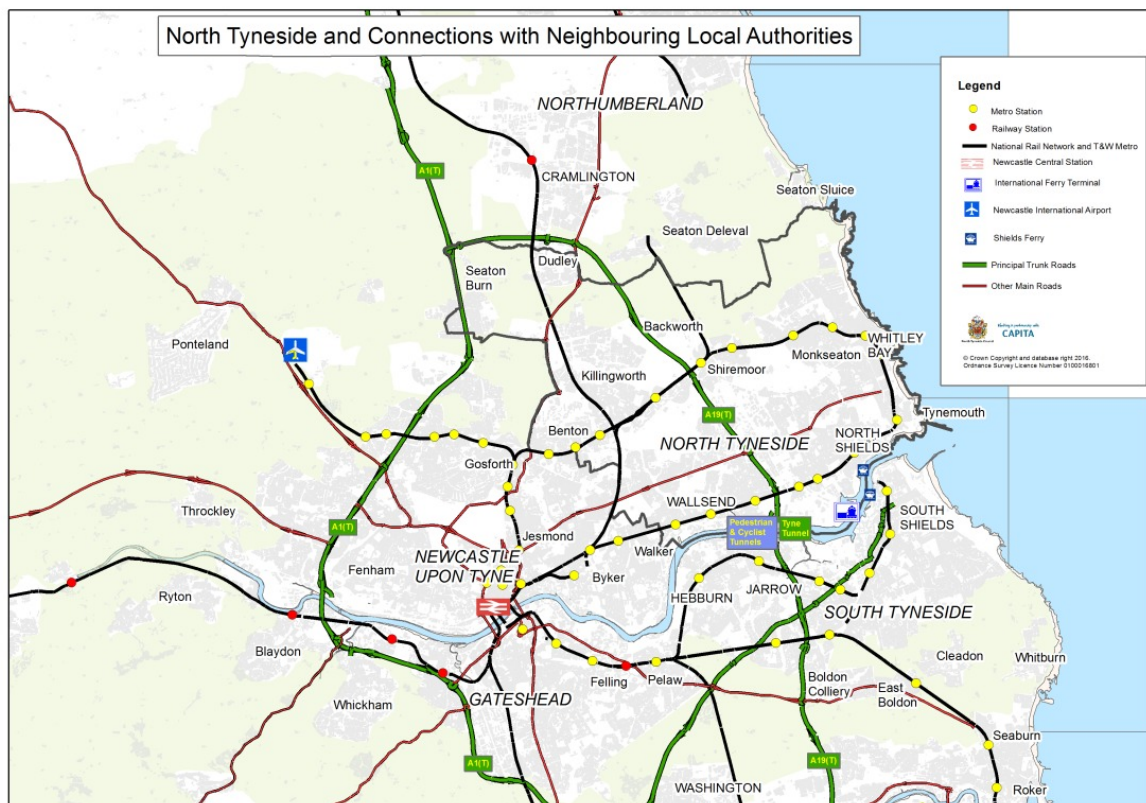 North Tyneside and Connections with Neighbouring Local Authorities
Legend
Metro Station
Railway Station
National Rail Network and T&W Metro
Newcastle Central Station
International Ferry Terminal
Newcastle International Airport
Shields Ferry
Principal Trunk Roads
Other Main Roads
CAPITA
© Crown Copyright and database right 2016.
Ordnance Survey Licence Number 0100016801
NORTHUMBERLAND
A1(T)
CRAMLINGTON
Seaton Sluice
Seaton Deleval
Dudley
Seaton
Burn
Backworth
Ponteland
WHITLEY
BAY
Monkseaton
Shiremoor
Killingworth
A19(T)
Tynemouth
Benton
NORTH
SHIELDS
NORTH TYNESIDE
Gosforth
WALLSEND
Throckley
SOUTH
SHIELDS
A1(T)
Pedestrian
& Cyclist
Tunnels
Tyne
Tunnel
Jesmond
Walker
NEWCASTLE
UPON TYNE
Fenham
Byker
Ryton
HEBBURN
JARROW
SOUTH TYNESIDE
Blaydon
Cleadon
Whitburn
Felling
Pelaw
Boldon
Colliery
East
Boldon
GATESHEAD
Whickham
Seaburn
A1(T)
A19(T)
WASHINGTON
Roker